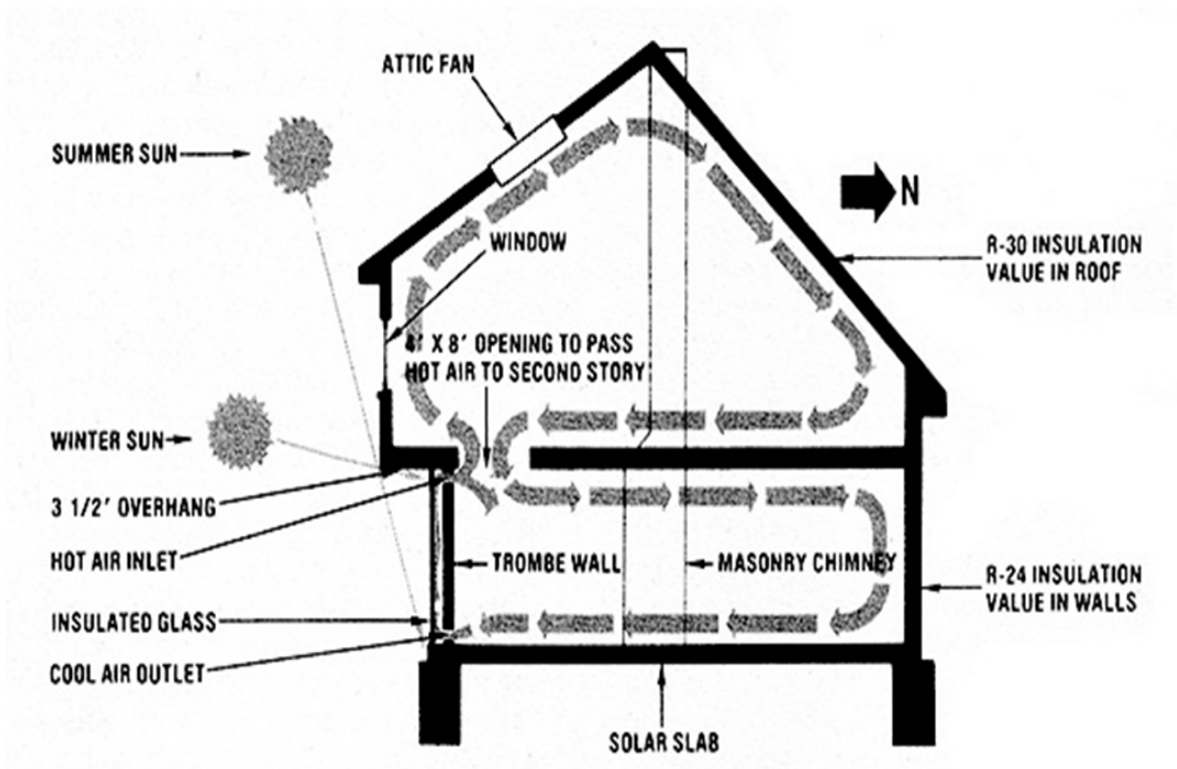 ATTIC FAN
SUMMER SUN
N
WINDOW
R-30 INSULATION
VALUE IN ROOF
4' X 8' OPENING TO PASS
HOT AIR TO SECOND STORY
WINTER SUN
3 1/2' OVERHANG
HOT AIR INLET
TROMBE WALL
MASONRY CHIMNEY
R-24 INSULATION
VALUE IN WALLS
INSULATED GLASS
COOL AIR OUTLET
SOLAR SLAB